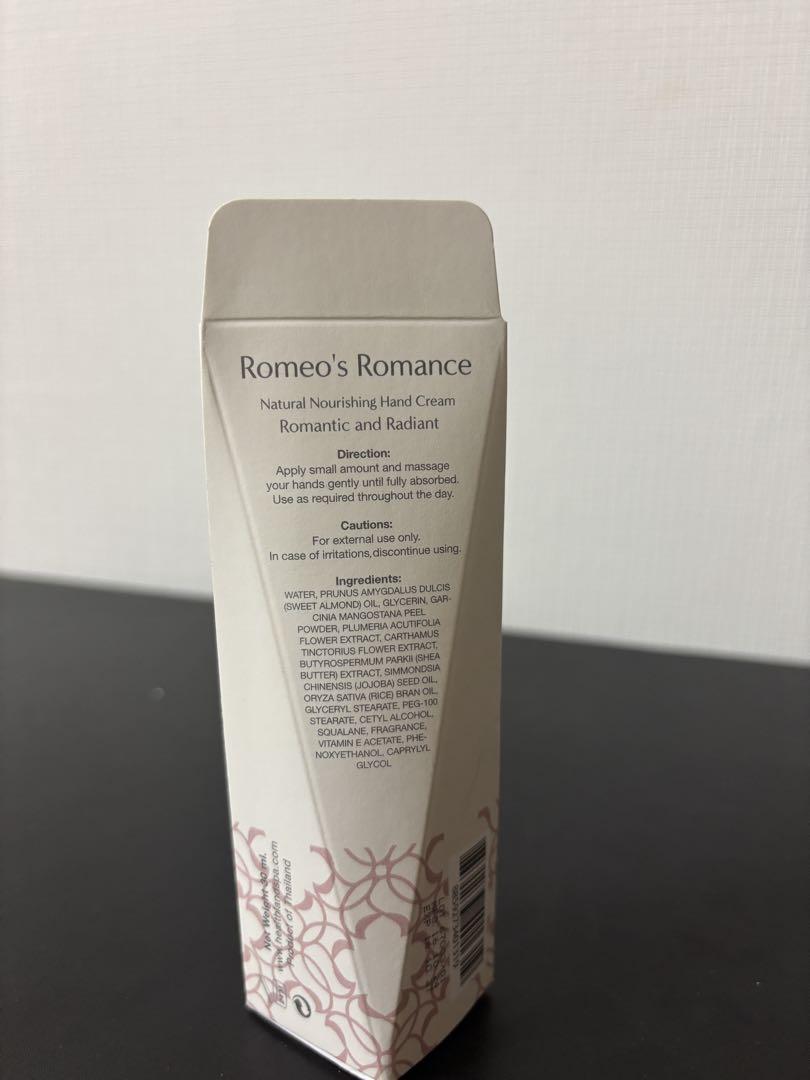 Romeo's Romance
Natural Nourishing Hand Cream
Romantic and Radiant
Direction:
Apply small amount and massage
your hands gently until fully absorbed.
Use as required throughout the day.
Cautions:
For external use only.
In case of irritations,discontinue using.
Ingredients:
WATER, PRUNUS AMYGDALUS DULCIS
(SWEET ALMOND) OIL, GLYCERIN, GAR-
CINIA MANGOSTANA PEEL
POWDER, PLUMERIA ACUTIFOLIA
FLOWER EXTRACT, CARTHAMUS
TINCTORIUS FLOWER EXTRACT,
BUTYROSPERMUM PARKII (SHEA
BUTTER) EXTRACT, SIMMONDSIA
CHINENSIS (JOJOBA) SEED OIL,
ORYZA SATIVA (RICE) BRAN OIL,
GLYCERYL STEARATE, PEG-100
STEARATE, CETYL ALCOHOL,
SQUALANE, FRAGRANCE,
VITAMIN E ACETATE, PHE-
NOXYETHANOL, CAPRYLYL
GLYCOL
Net Weight 30 ml.
www.healthlandspa.com
Product of Thailand